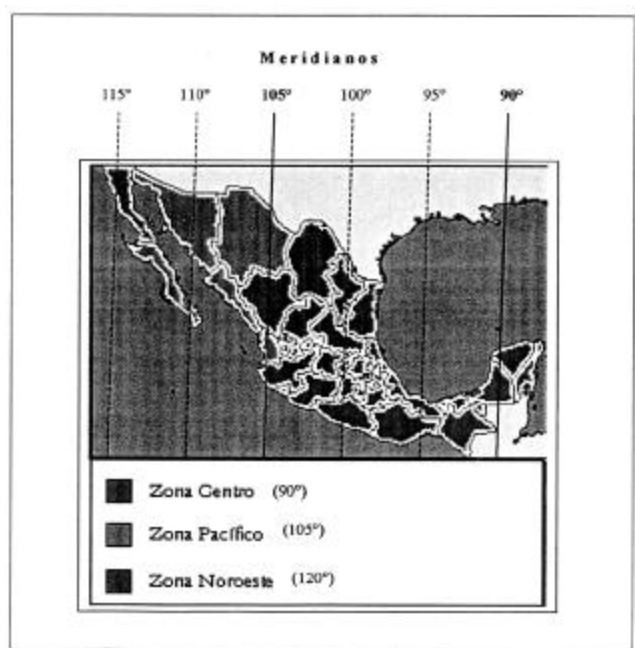 Meridianos
115° 110° 105° 100° 95° 90°
Zona Centro (90°)
Zona Pacífico (105°)
Zona Noroeste (120°)